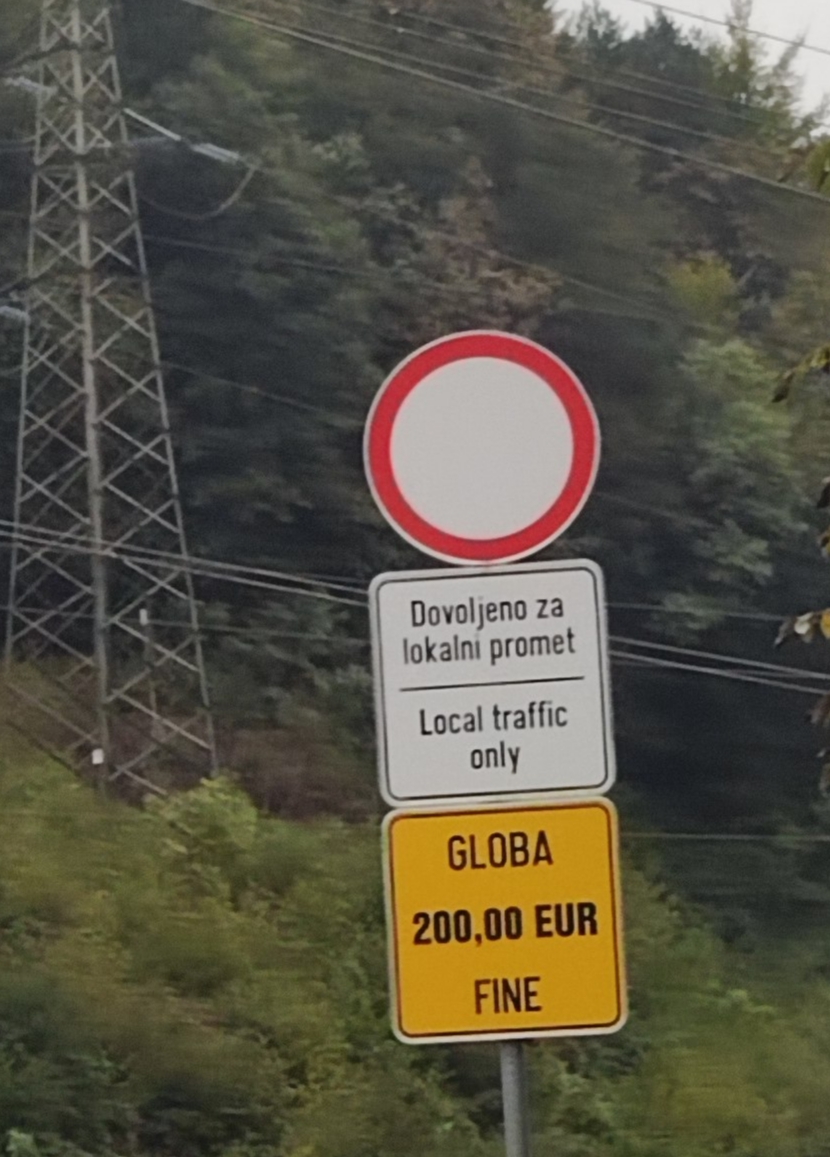 Dovoljeno za
lokalni promet
Local traffic
only
GLOBA
200,00 EUR
FINE